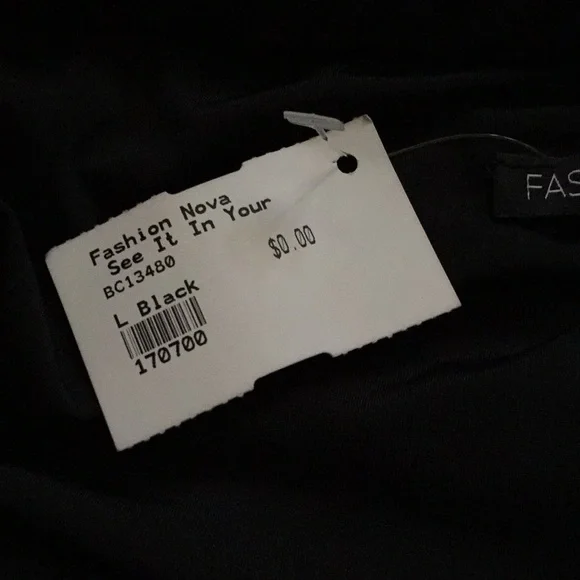 Fashion Nova
See It In Your
BC13480
$0.00
L Black
170700
FAS